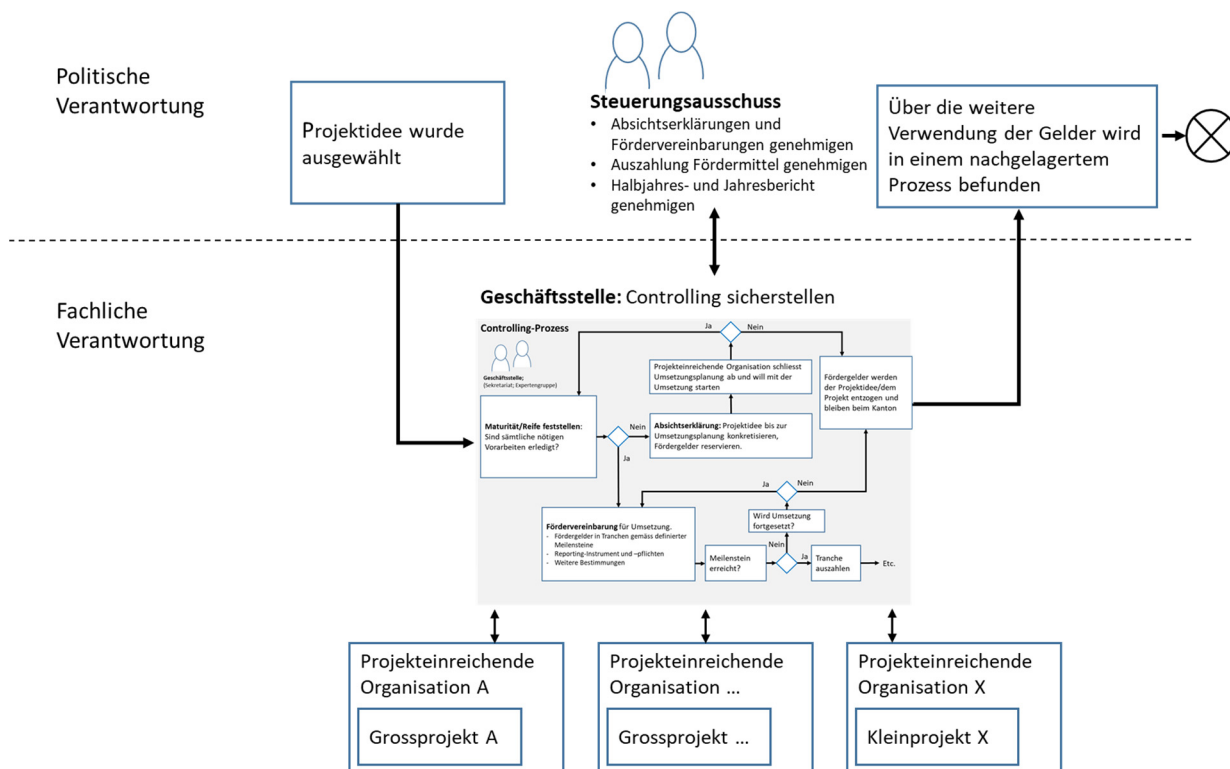 Politische
Verantwortung
Projektidee wurde
ausgewählt
Steuerungsausschuss
• Absichtserklärungen und
Fördervereinbarungen genehmigen
• Auszahlung Fördermittel genehmigen
• Halbjahres- und Jahresbericht
genehmigen
Über die weitere
Verwendung der Gelder wird
in einem nachgelagertem
Prozess befunden
Fachliche
Verantwortung
Geschäftsstelle: Controlling sicherstellen
Controlling-Prozess
Geschäftsstelle;
(Sekretariat; Expertengruppe)
Ja
Nein
Projekteinreichende Organisation schliesst
Umsetzungsplanung ab und will mit der
Umsetzung starten
Fördergelder werden
der Projektidee/dem
Projekt entzogen und
bleiben beim Kanton
Maturität/Reife feststellen:
Sind sämtliche nötigen
Vorarbeiten erledigt?
Nein
Ja
Absichtserklärung: Projektidee bis zur
Umsetzungsplanung konkretisieren,
Fördergelder reservieren.
Ja
Nein
Wird Umsetzung
fortgesetzt?
Fördervereinbarung für Umsetzung.
- Fördergelder in Tranchen gemäss definierter
Meilensteine
- Reporting-Instrument und –pflichten
- Weitere Bestimmungen
Nein
Meilenstein
erreicht?
Ja
Tranche
auszahlen
Etc.
Projekteinreichende
Organisation A
Grossprojekt A
Projekteinreichende
Organisation ...
Grossprojekt ...
Projekteinreichende
Organisation X
Kleinprojekt X